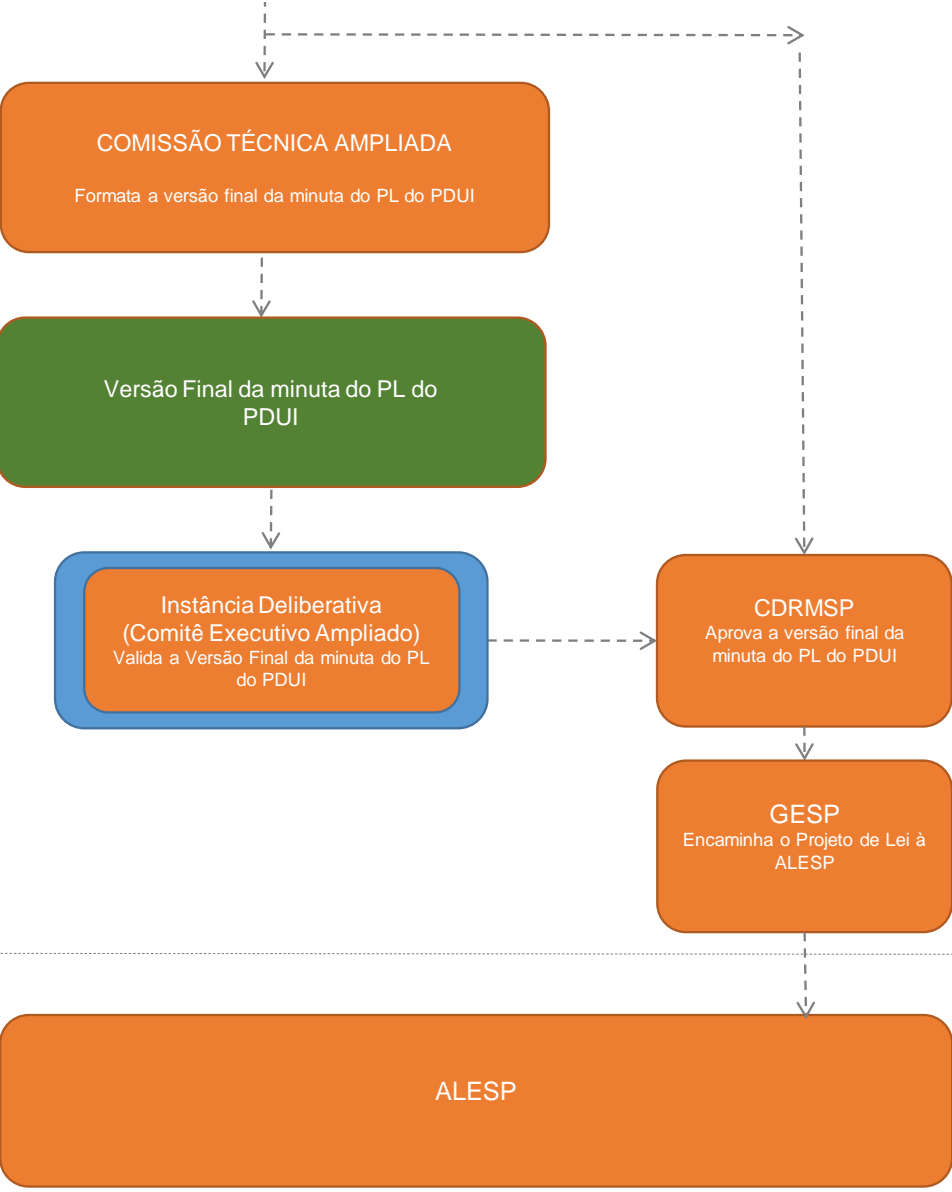 COMISSÃO TÉCNICA AMPLIADA
Formata a versão final da minuta do PL do PDUI
Versão Final da minuta do PL do
PDUI
Instância Deliberativa
(Comitê Executivo Ampliado)
Valida a Versão Final da minuta do PL
do PDUI
CDRMSP
Aprova a versão final da
minuta do PL do PDUI
GESP
Encaminha o Projeto de Lei à
ALESP
ALESP